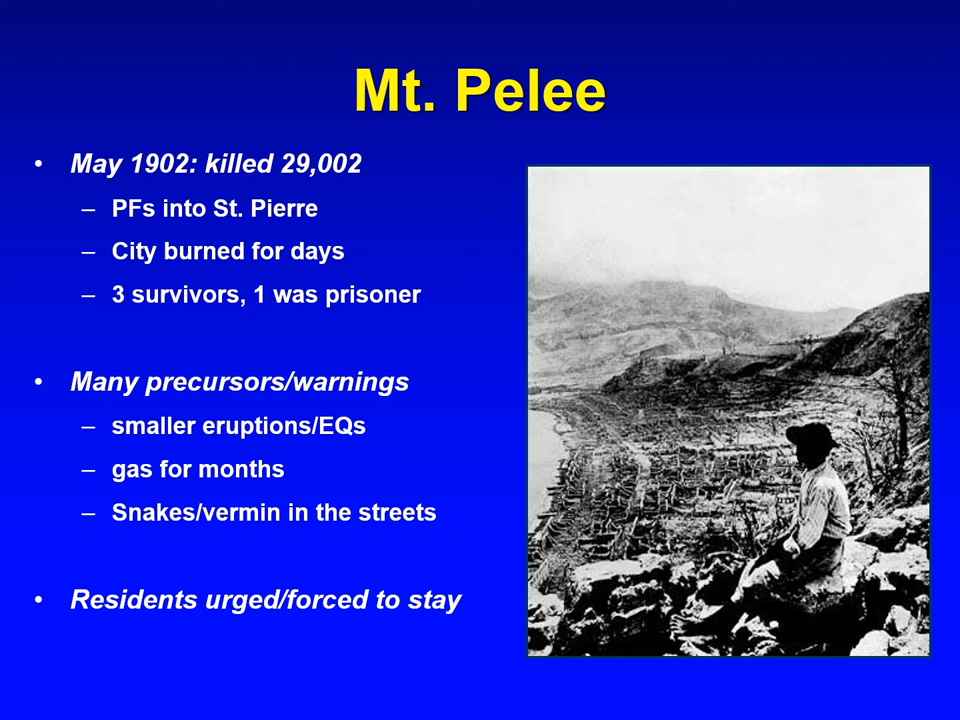 Mt. Pelee
• May 1902: killed 29,002
– PFs into St. Pierre
– City burned for days
– 3 survivors, 1 was prisoner
• Many precursors/warnings
– smaller eruptions/EQs
– gas for months
– Snakes/vermin in the streets
• Residents urged/forced to stay